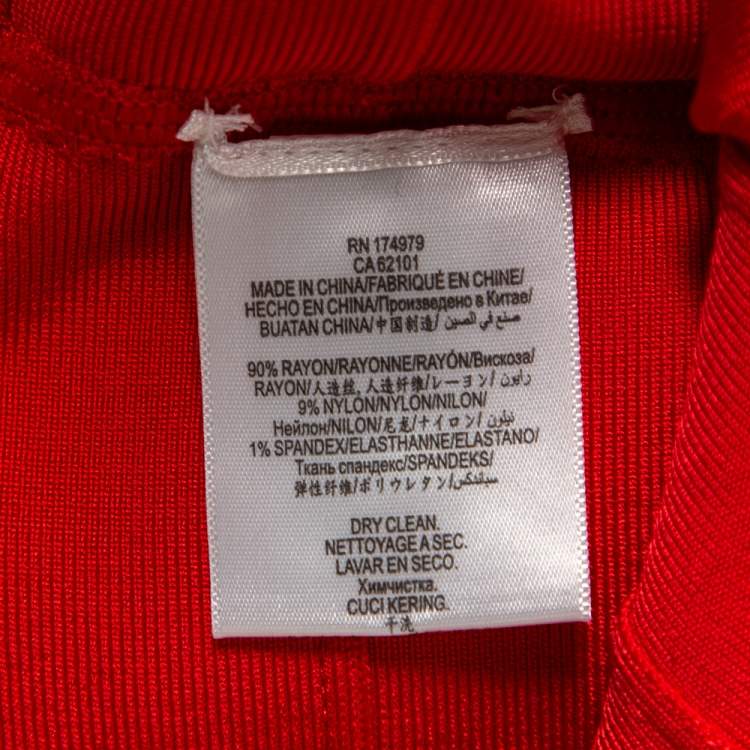 RN 174979
CA 62101
MADE IN CHINA/FABRIQUÉ EN CHINE/
HECHO EN CHINA/Произведено в Китае/
BUATAN CHINA/中国制造/ صنع في الصين
90% RAYON/RAYONNE/RAYÓN/Вискоза/
RAYON/人造丝, 人造纤维/レーヨン/ رايون
9% NYLON/NYLON/NILON/
Нейлон/NILON/尼龙/ナイロン/ نيلون
1% SPANDEX/ELASTHANNE/ELASTANO/
Ткань спандекс/SPANDEKS/
弹性纤维/ポリウレタン/سباندكس
DRY CLEAN.
NETTOYAGE A SEC.
LAVAR EN SECO.
Химчистка.
CUCI KERING.
干洗